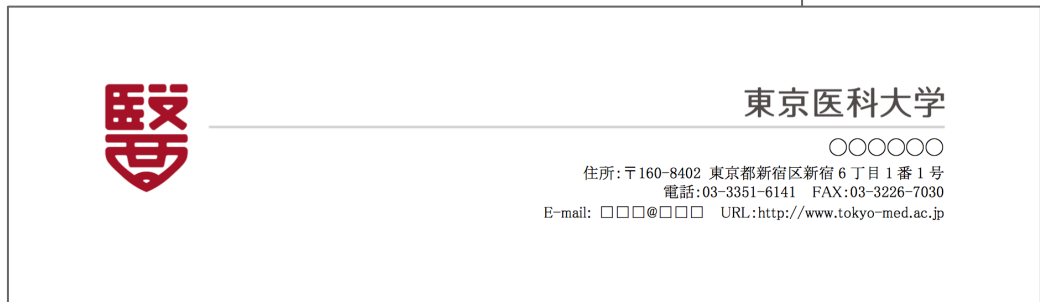 醫
東京医科大学
○○○○○○
住所:〒160-8402 東京都新宿区新宿6丁目1番1号
電話:03-3351-6141 FAX:03-3226-7030
E-mail: □□□@□□□ URL:http://www.tokyo-med.ac.jp